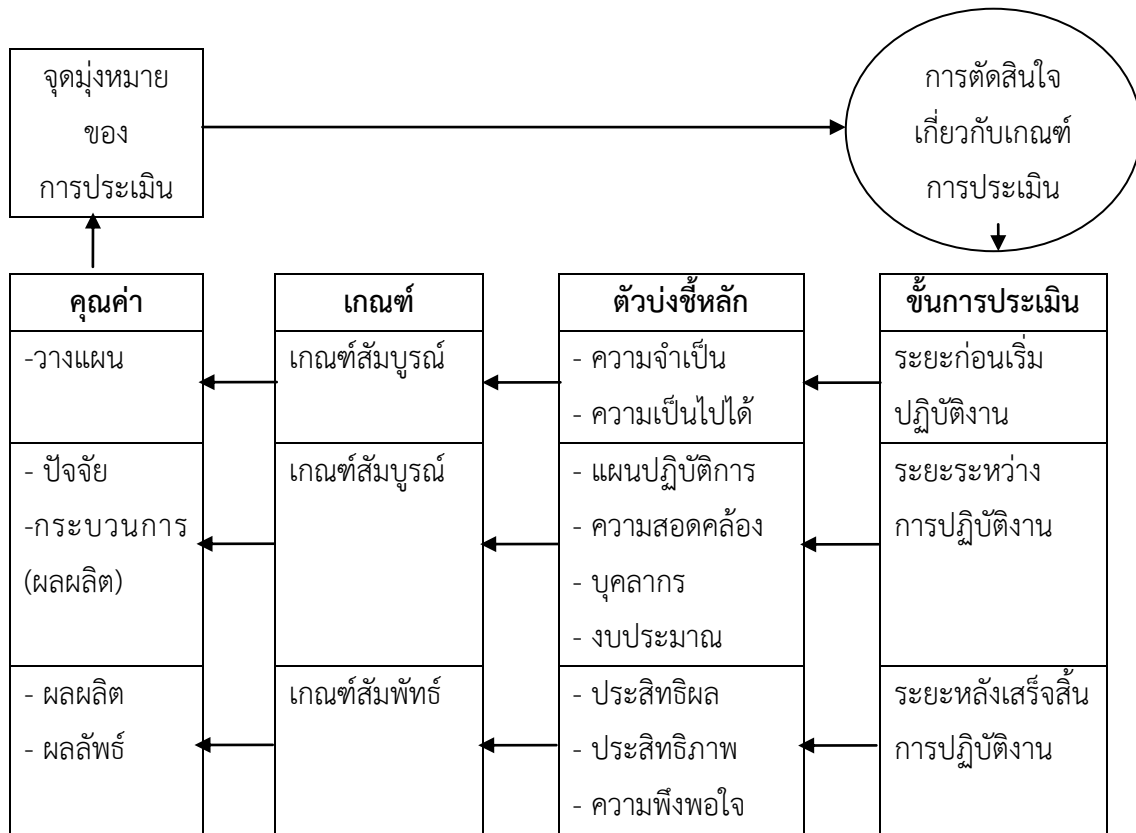 จุดมุ่งหมาย
ของ
การประเมิน
การตัดสินใจ
เกี่ยวกับเกณฑ์
การประเมิน
คุณค่า
-วางแผน
- ปัจจัย
-กระบวนการ
(ผลผลิต)
- ผลผลิต
- ผลลัพธ์
เกณฑ์
เกณฑ์สัมบูรณ์
เกณฑ์สัมบูรณ์
เกณฑ์สัมพัทธ์
ตัวบ่งชี้หลัก
- ความจำเป็น
- ความเป็นไปได้
- แผนปฏิบัติการ
- ความสอดคล้อง
- บุคลากร
- งบประมาณ
- ประสิทธิผล
- ประสิทธิภาพ
- ความพึงพอใจ
ขั้นการประเมิน
ระยะก่อนเริ่ม
ปฏิบัติงาน
ระยะระหว่าง
การปฏิบัติงาน
ระยะหลังเสร็จสิ้น
การปฏิบัติงาน